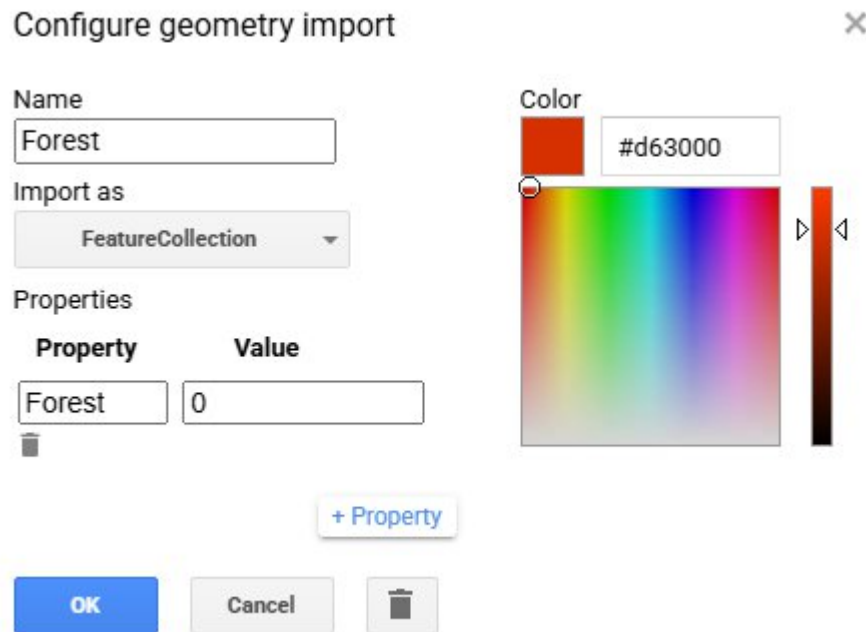 Configure geometry import
Name
Forest
Import as
FeatureCollection
Properties
Property Value
Forest 0
+ Property
OK Cancel
Color
#d63000